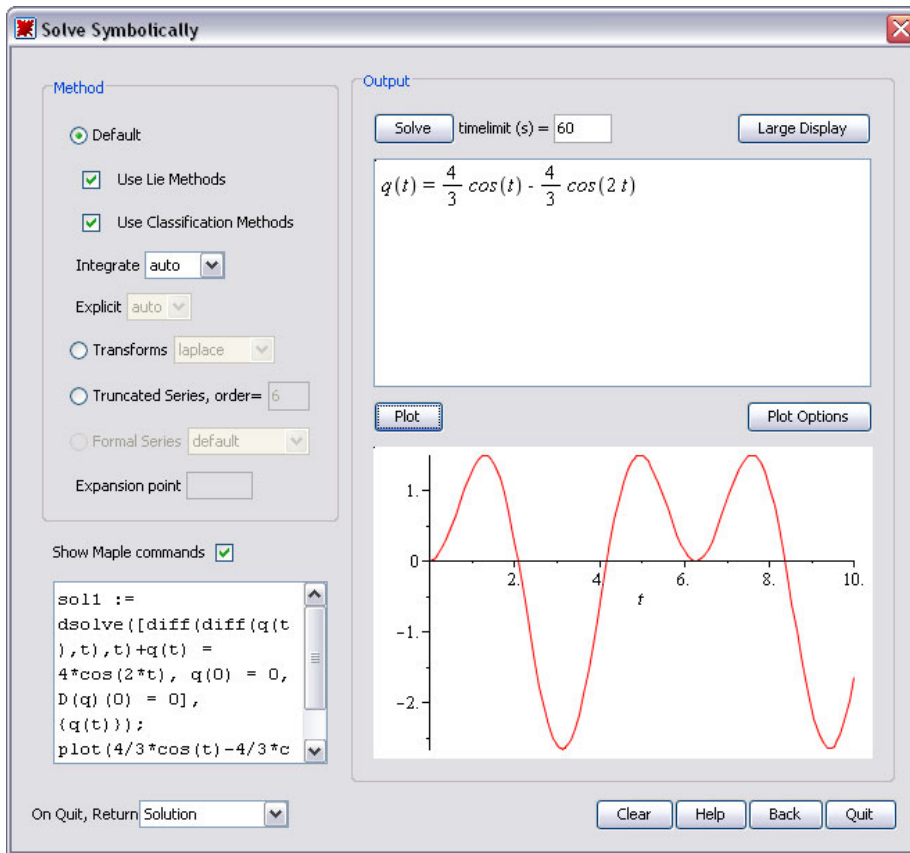 Solve Symbolically
Method
Default
Use Lie Methods
Use Classification Methods
Integrate auto
Explicit auto
Transforms laplace
Truncated Series, order= 6
Formal Series default
Expansion point
Show Maple commands
sol1 :=
dsolve([diff(diff(q(t
),t),t)+q(t) =
4*cos(2*t), q(0) = 0,
D(q)(0) = 0],
{q(t)});
plot(4/3*cos(t)-4/3*c
On Quit, Return Solution
Output
Solve timelimit (s) = 60 Large Display
q(t) = 4/3 cos(t) - 4/3 cos(2 t)
Plot Plot Options
1.
0
-1.
-2.
2. 4. 6. 8. 10.
t
Clear Help Back Quit